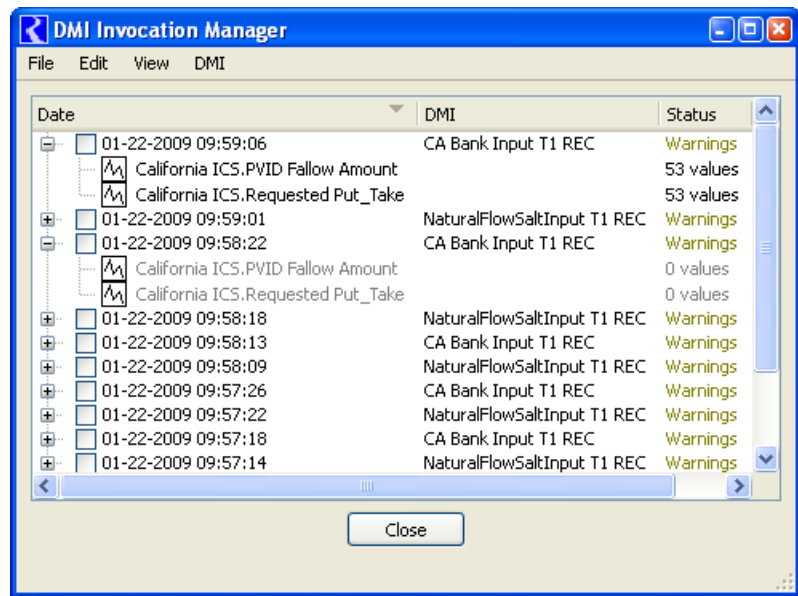 DMI Invocation Manager
File Edit View DMI
Date DMI Status
01-22-2009 09:59:06 CA Bank Input T1 REC Warnings
California ICS.PVID Fallow Amount 53 values
California ICS.Requested Put_Take 53 values
01-22-2009 09:59:01 NaturalFlowSaltInput T1 REC Warnings
01-22-2009 09:58:22 CA Bank Input T1 REC Warnings
California ICS.PVID Fallow Amount 0 values
California ICS.Requested Put_Take 0 values
01-22-2009 09:58:18 NaturalFlowSaltInput T1 REC Warnings
01-22-2009 09:58:13 CA Bank Input T1 REC Warnings
01-22-2009 09:58:09 NaturalFlowSaltInput T1 REC Warnings
01-22-2009 09:57:26 CA Bank Input T1 REC Warnings
01-22-2009 09:57:22 NaturalFlowSaltInput T1 REC Warnings
01-22-2009 09:57:18 CA Bank Input T1 REC Warnings
01-22-2009 09:57:14 NaturalFlowSaltInput T1 REC Warnings
Close